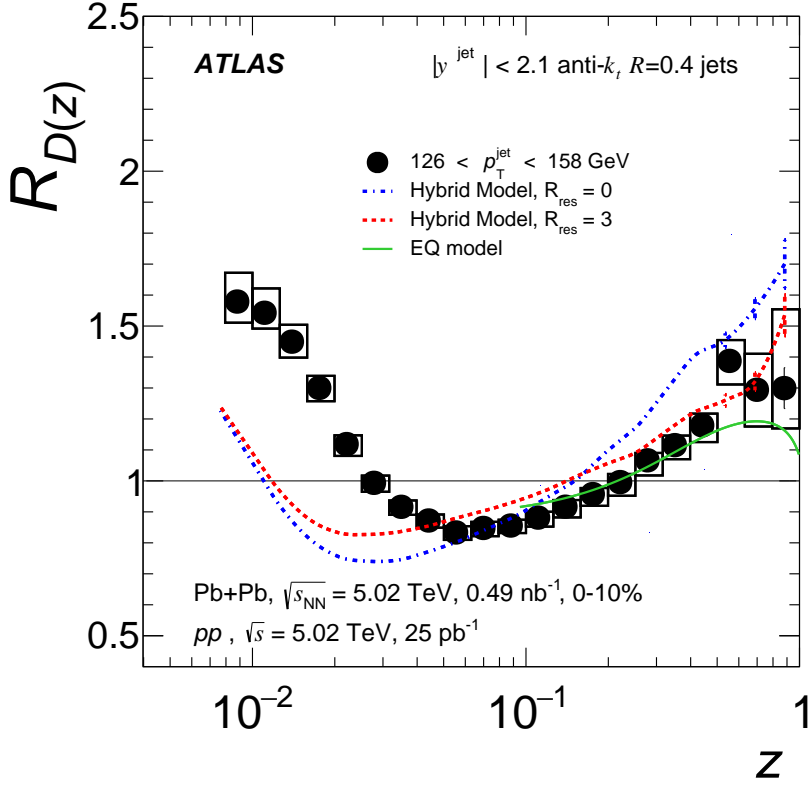 2.5
ATLAS |y^jet| < 2.1 anti-k_t R=0.4 jets
R_D(z)
126 < p_T^jet < 158 GeV
2
Hybrid Model, R_res = 0
Hybrid Model, R_res = 3
EQ model
1.5
1
Pb+Pb, √s_NN = 5.02 TeV, 0.49 nb^-1, 0-10%
pp , √s = 5.02 TeV, 25 pb^-1
0.5
10^−2 10^−1 1
z